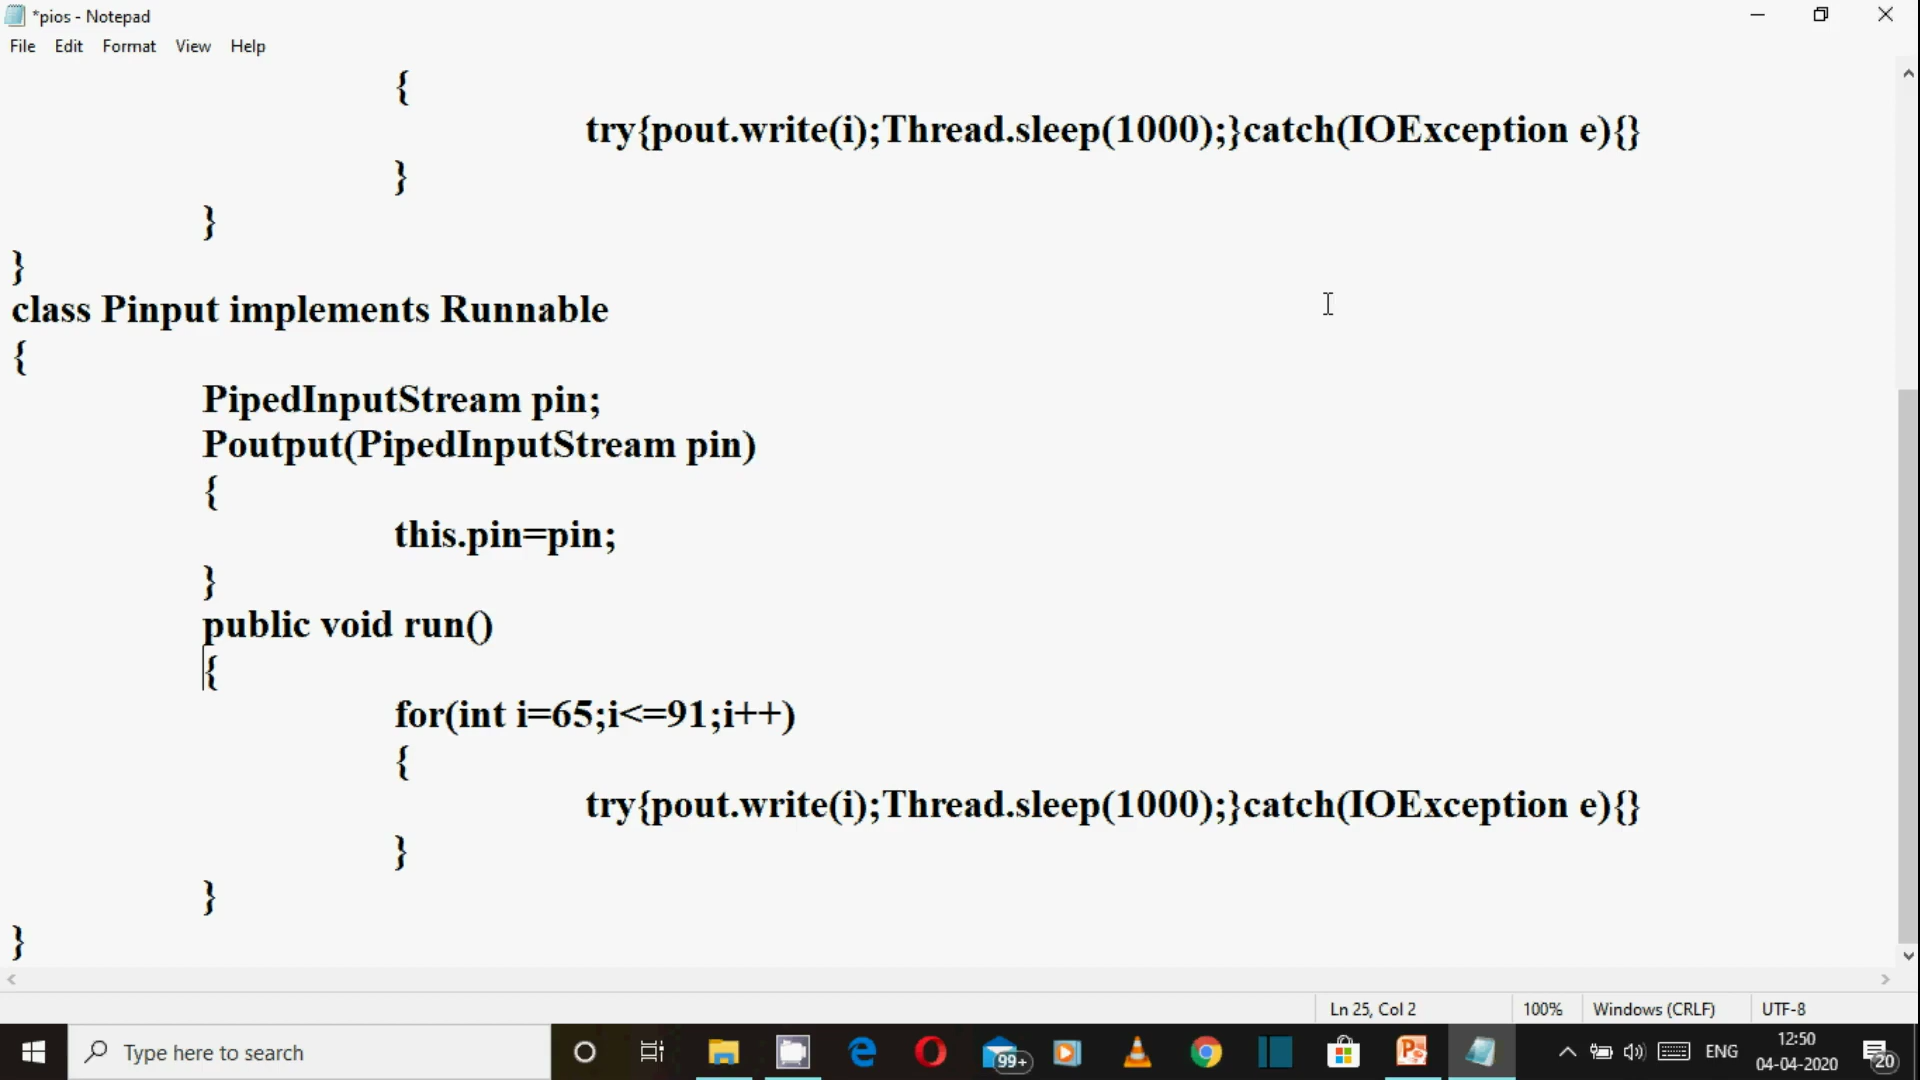 *pios - Notepad
File Edit Format View Help
{
try{pout.write(i);Thread.sleep(1000);}catch(IOException e){}
}
}
}
class Pinput implements Runnable
{
PipedInputStream pin;
Poutput(PipedInputStream pin)
{
this.pin=pin;
}
public void run()
{
for(int i=65;i<=91;i++)
{
try{pout.write(i);Thread.sleep(1000);}catch(IOException e){}
}
}
}
Ln 25, Col 2 100% Windows (CRLF) UTF-8
Type here to search
99+
ENG
12:50
04-04-2020
20